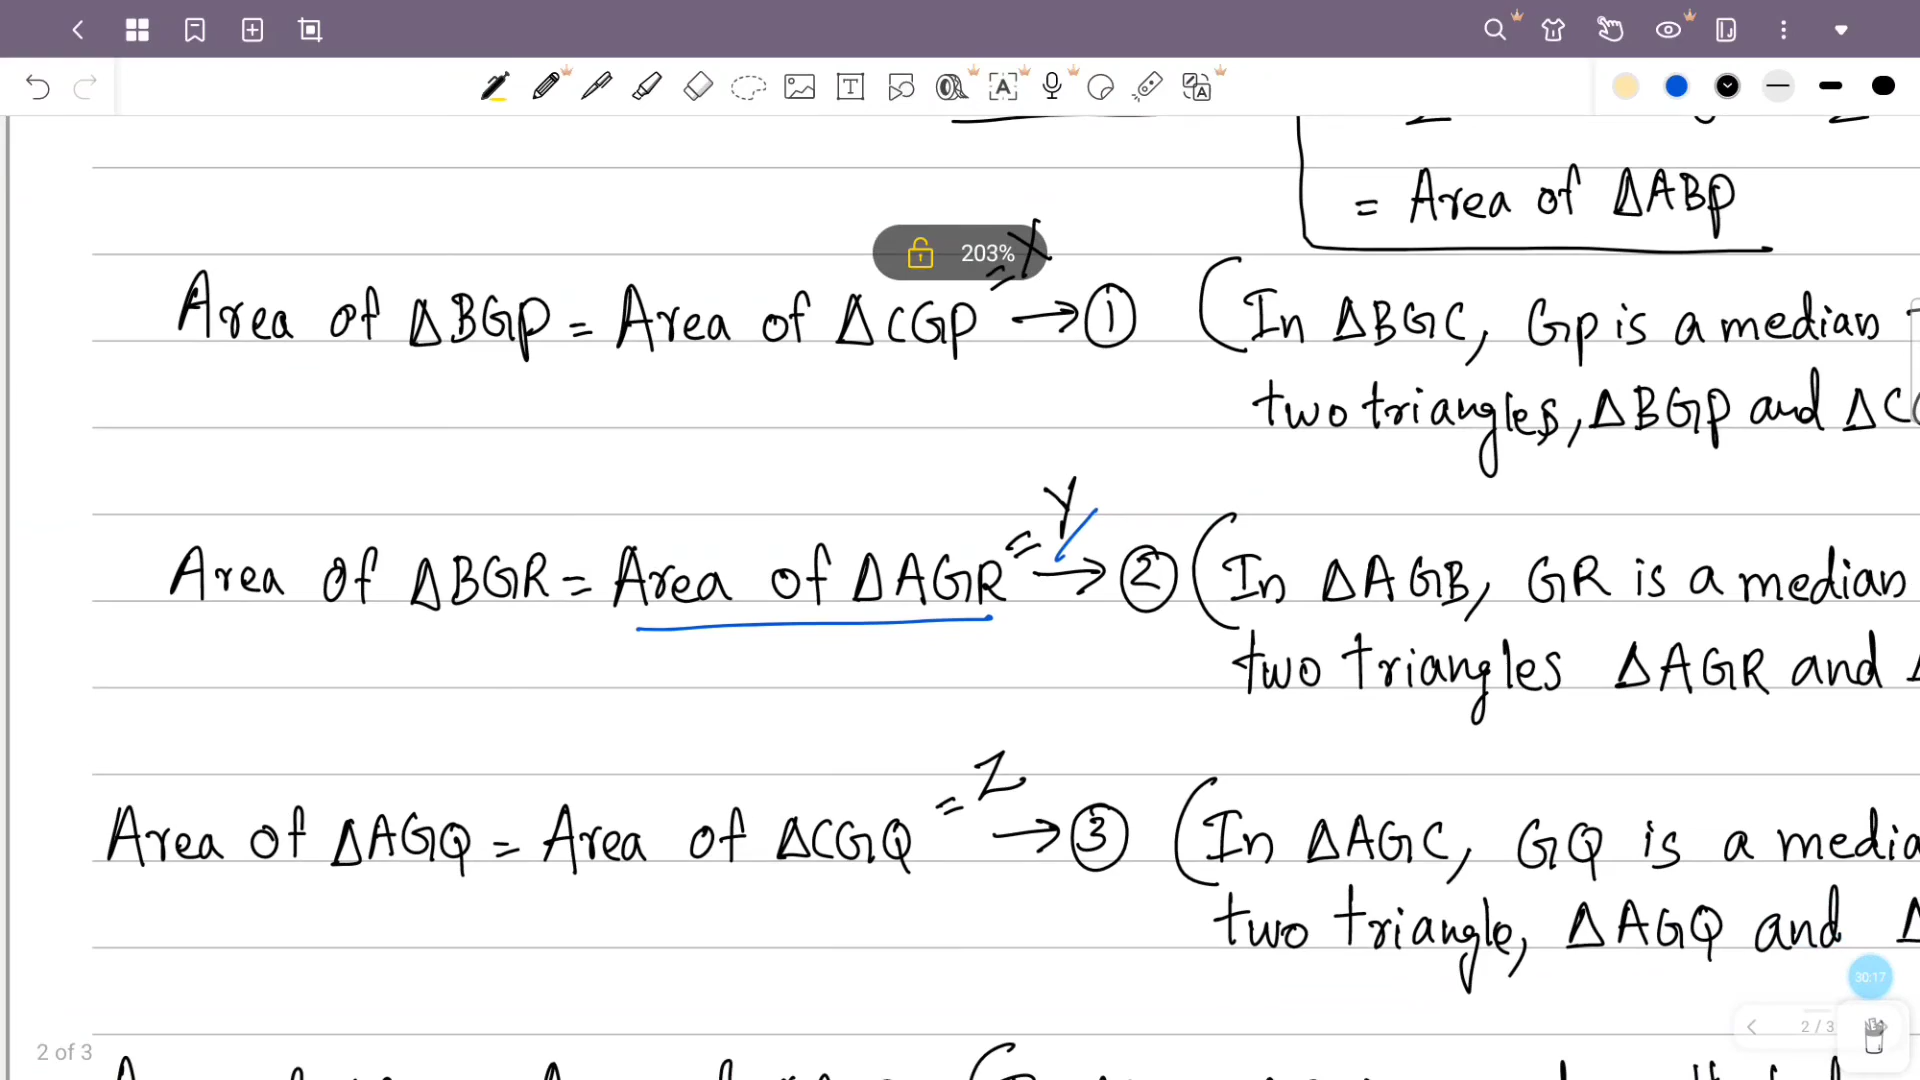 = Area of ΔABP
203%
Area of ΔBGP = Area of ΔCGP = X → ① (In ΔBGC, GP is a median
two triangles, ΔBGP and ΔC
Area of ΔBGR = Area of ΔAGR = Y → ② (In ΔAGB, GR is a median
two triangles ΔAGR and Δ
Area of ΔAGQ = Area of ΔCGQ = Z → ③ (In ΔAGC, GQ is a media
two triangle, ΔAGQ and Δ
30:17
2 / 3
2 of 3